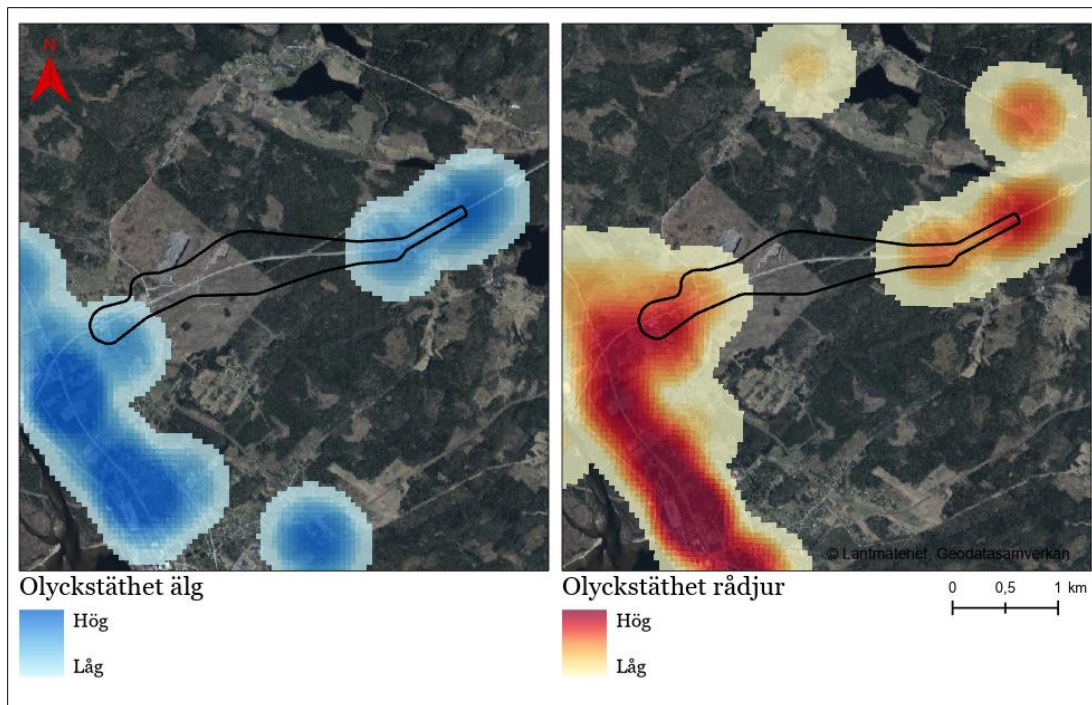 N
© Lantmäteriet, Geodatasamverkan
Olyckstäthet älg
Hög
Låg
Olyckstäthet rådjur
Hög
Låg
0 0,5 1 km